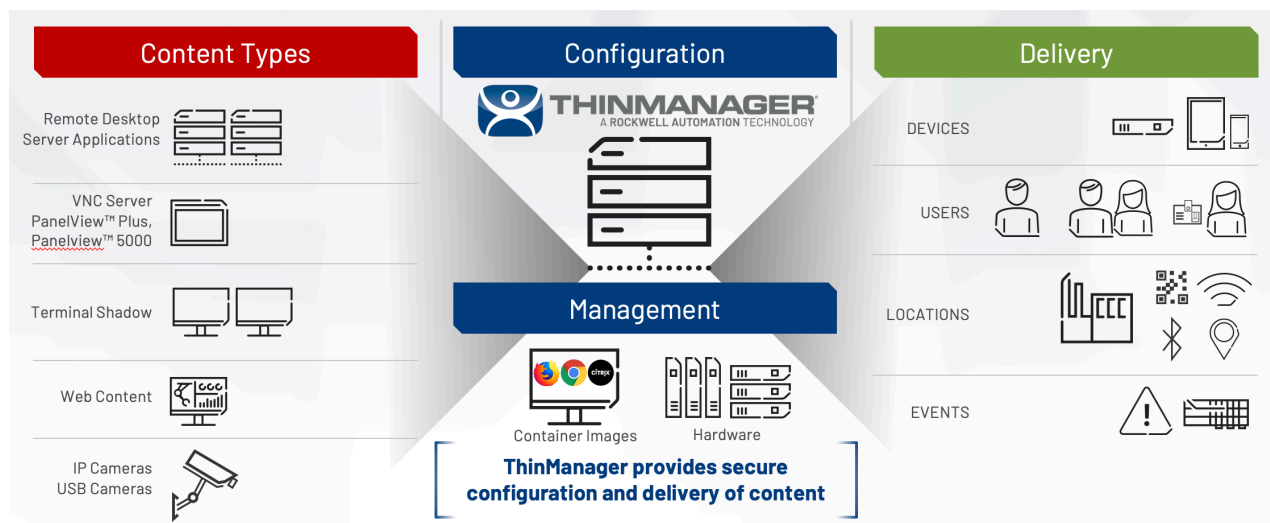 Content Types
Remote Desktop
Server Applications
VNC Server
PanelView™ Plus,
Panelview™ 5000
Terminal Shadow
Web Content
IP Cameras
USB Cameras
Configuration
THINMANAGER®
A ROCKWELL AUTOMATION TECHNOLOGY
Management
CİTRIX
Container Images
Hardware
ThinManager provides secure
configuration and delivery of content
Delivery
DEVICES
USERS
LOCATIONS
EVENTS